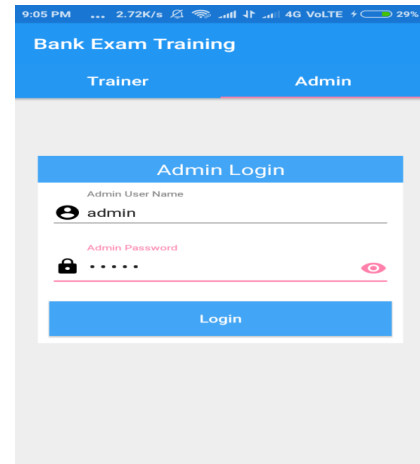 9:05 PM ... 2.72K/s 4G VoLTE 29%
Bank Exam Training
Trainer Admin
Admin Login
Admin User Name
admin
Admin Password
•••••
Login